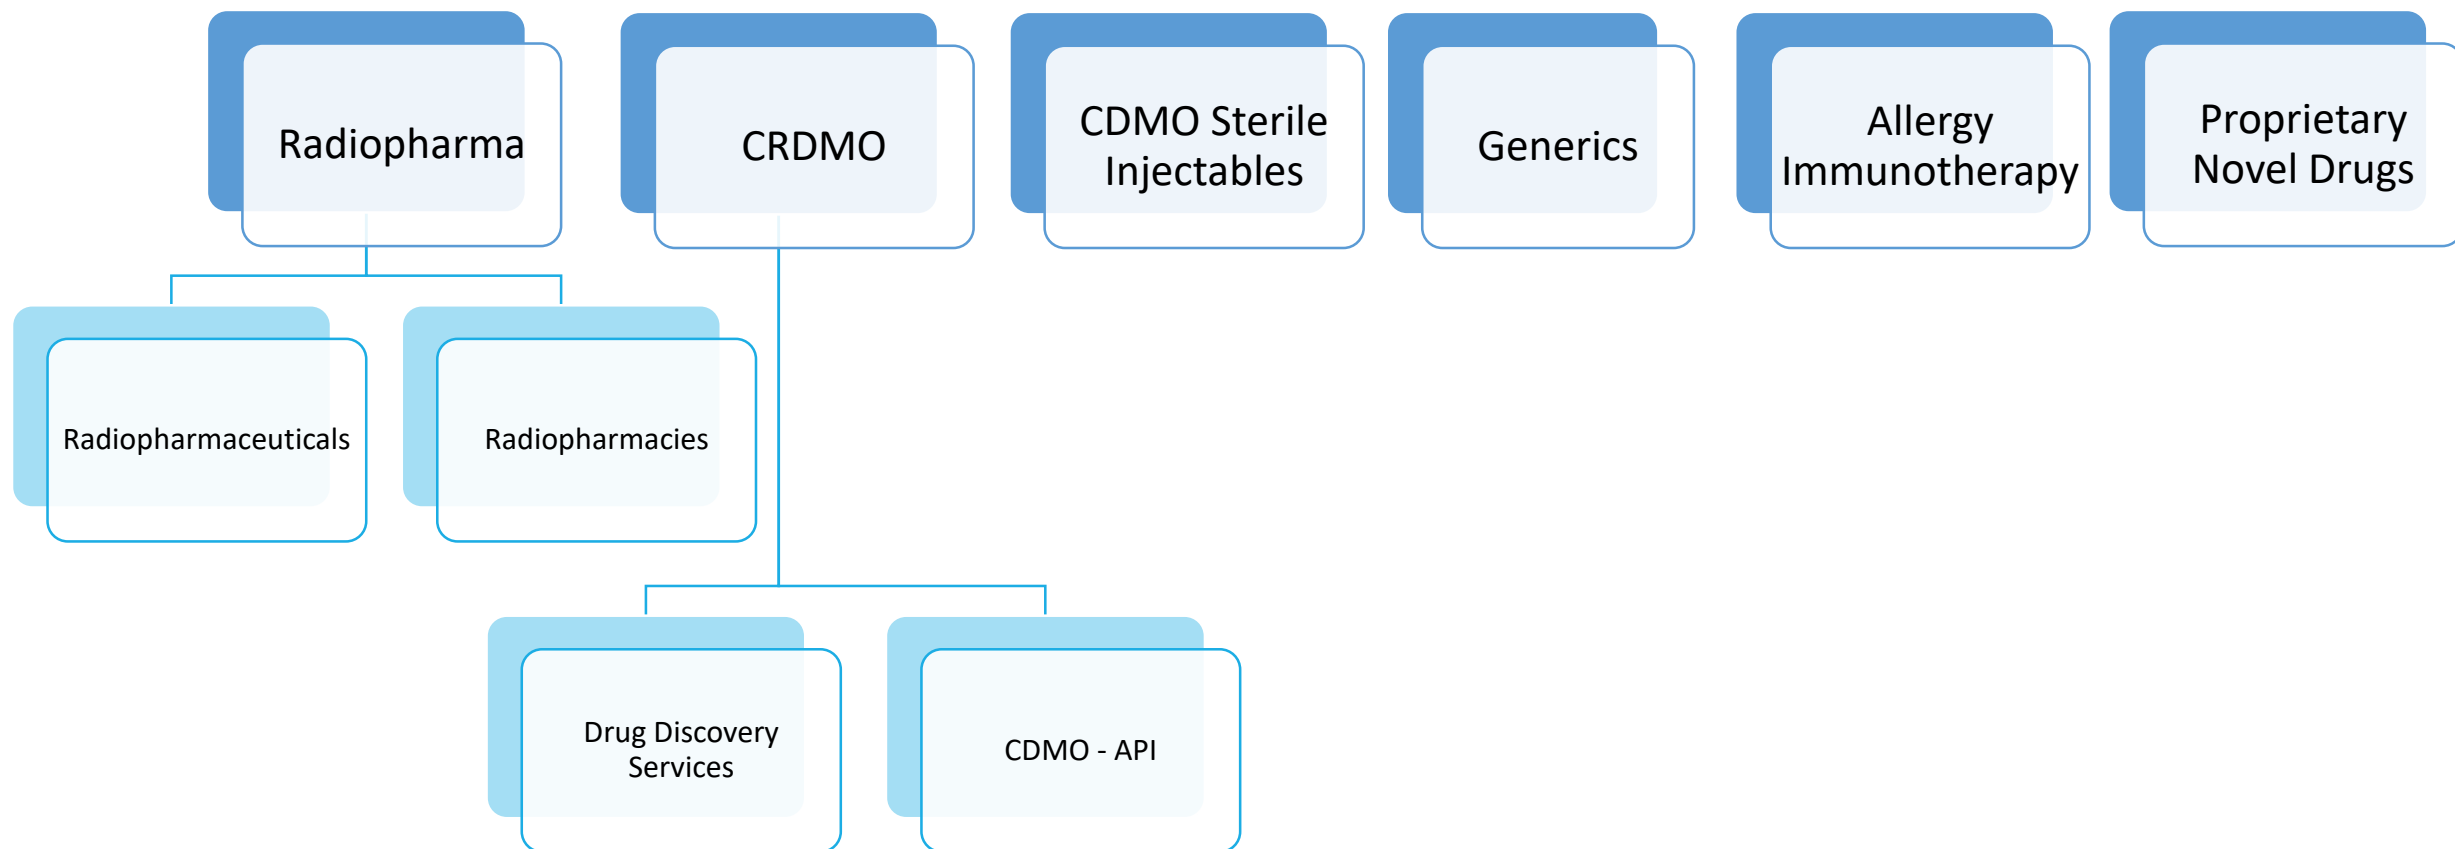 Radiopharma
CRDMO
CDMO Sterile
Injectables
Generics
Allergy
Immunotherapy
Proprietary
Novel Drugs
Radiopharmaceuticals
Radiopharmacies
Drug Discovery
Services
CDMO - API